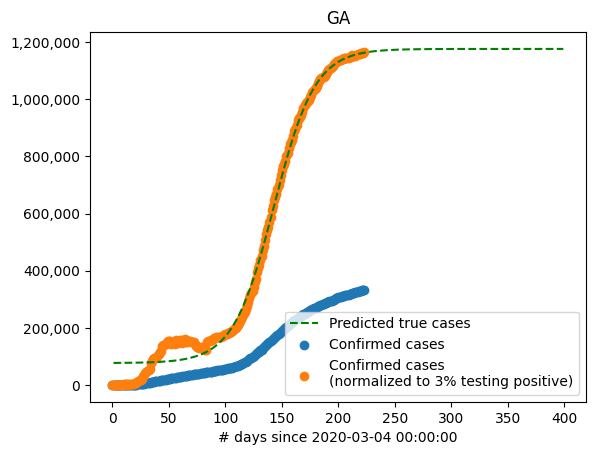 GA
1,200,000
1,000,000
800,000
600,000
400,000
200,000
0
0 50 100 150 200 250 300 350 400
# days since 2020-03-04 00:00:00
Predicted true cases
Confirmed cases
Confirmed cases
(normalized to 3% testing positive)